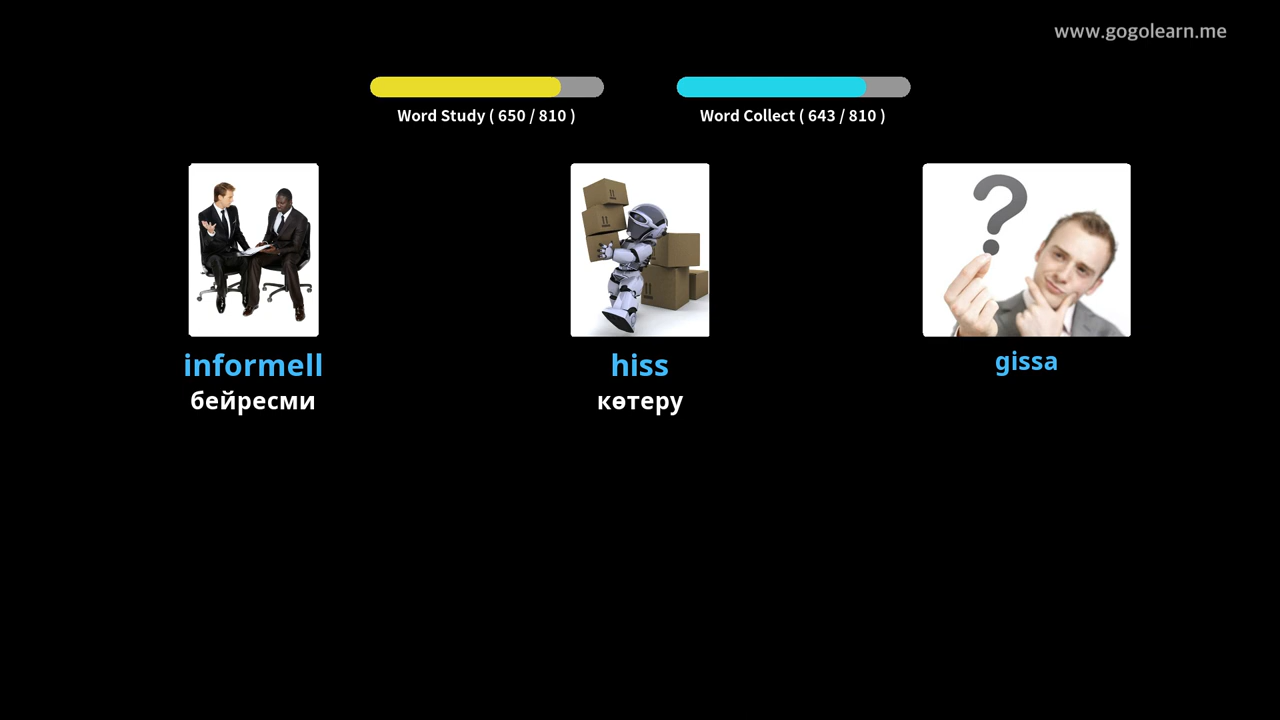 www.gogolearn.me
Word Study ( 650 / 810 )
Word Collect ( 643 / 810 )
informell
hiss
gissa
бейресми
көтеру